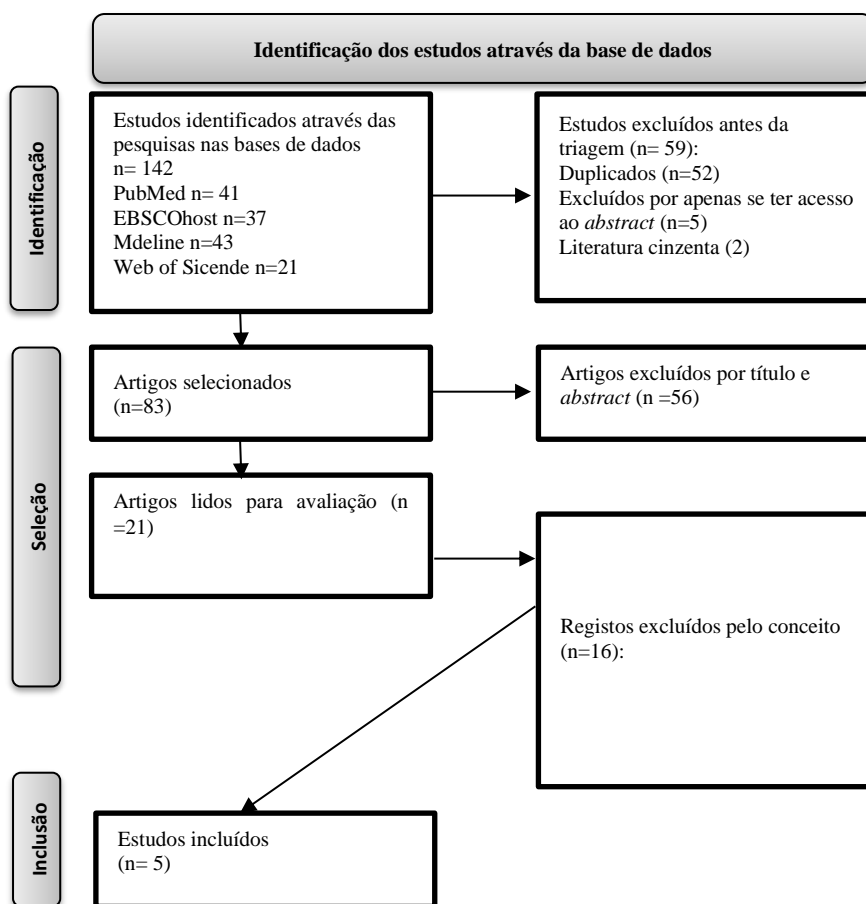 Identificação dos estudos através da base de dados
Identificação
Estudos identificados através das
pesquisas nas bases de dados
n= 142
PubMed n= 41
EBSCOhost n=37
Mdeline n=43
Web of Sicende n=21
Estudos excluídos antes da
triagem (n= 59):
Duplicados (n=52)
Excluídos por apenas se ter acesso
ao abstract (n=5)
Literatura cinzenta (2)
Seleção
Artigos selecionados
(n=83)
Artigos excluídos por título e
abstract (n =56)
Artigos lidos para avaliação (n
=21)
Registos excluídos pelo conceito
(n=16):
Inclusão
Estudos incluídos
(n= 5)